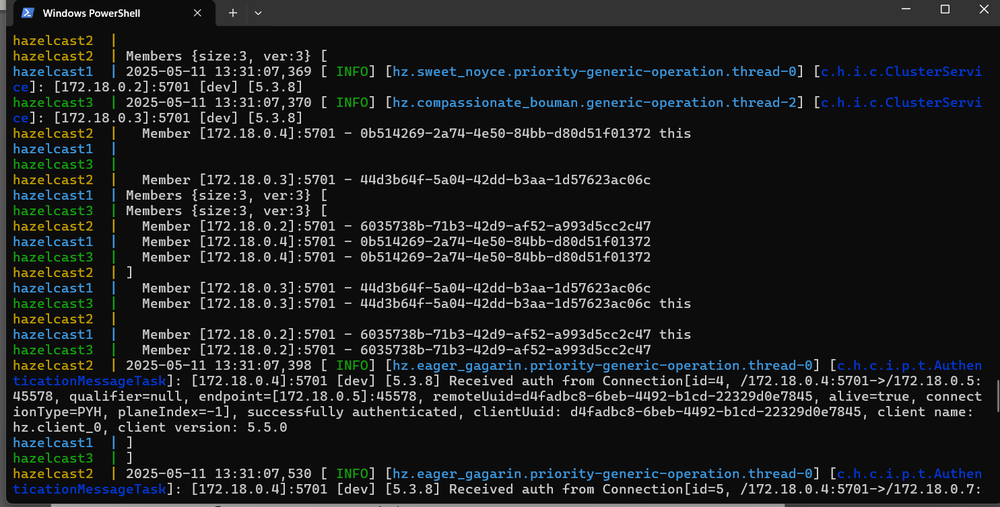 Windows PowerShell
hazelcast2  |
hazelcast2  | Members {size:3, ver:3} [
hazelcast1  | 2025-05-11 13:31:07,369 [ INFO] [hz.sweet_noyce.priority-generic-operation.thread-0] [c.h.i.c.ClusterServi
ce]: [172.18.0.2]:5701 [dev] [5.3.8]
hazelcast3  | 2025-05-11 13:31:07,370 [ INFO] [hz.compassionate_bouman.generic-operation.thread-2] [c.h.i.c.ClusterServi
ce]: [172.18.0.3]:5701 [dev] [5.3.8]
hazelcast2  |   Member [172.18.0.4]:5701 - 0b514269-2a74-4e50-84bb-d80d51f01372 this
hazelcast1  |
hazelcast3  |
hazelcast2  |   Member [172.18.0.3]:5701 - 44d3b64f-5a04-42dd-b3aa-1d57623ac06c
hazelcast1  | Members {size:3, ver:3} [
hazelcast3  | Members {size:3, ver:3} [
hazelcast2  |   Member [172.18.0.2]:5701 - 6035738b-71b3-42d9-af52-a993d5cc2c47
hazelcast1  |   Member [172.18.0.4]:5701 - 0b514269-2a74-4e50-84bb-d80d51f01372
hazelcast3  |   Member [172.18.0.4]:5701 - 0b514269-2a74-4e50-84bb-d80d51f01372
hazelcast2  | ]
hazelcast1  |   Member [172.18.0.3]:5701 - 44d3b64f-5a04-42dd-b3aa-1d57623ac06c
hazelcast3  |   Member [172.18.0.3]:5701 - 44d3b64f-5a04-42dd-b3aa-1d57623ac06c this
hazelcast2  |
hazelcast1  |   Member [172.18.0.2]:5701 - 6035738b-71b3-42d9-af52-a993d5cc2c47 this
hazelcast3  |   Member [172.18.0.2]:5701 - 6035738b-71b3-42d9-af52-a993d5cc2c47
hazelcast2  | 2025-05-11 13:31:07,398 [ INFO] [hz.eager_gagarin.priority-generic-operation.thread-0] [c.h.c.i.p.t.Authen
ticationMessageTask]: [172.18.0.4]:5701 [dev] [5.3.8] Received auth from Connection[id=4, /172.18.0.4:5701->/172.18.0.5:
45578, qualifier=null, endpoint=[172.18.0.5]:45578, remoteUuid=d4fadbc8-6beb-4492-b1cd-22329d0e7845, alive=true, connect
ionType=PYH, planeIndex=-1], successfully authenticated, clientUuid: d4fadbc8-6beb-4492-b1cd-22329d0e7845, client name:
hz.client_0, client version: 5.5.0
hazelcast1  | ]
hazelcast3  | ]
hazelcast2  | 2025-05-11 13:31:07,530 [ INFO] [hz.eager_gagarin.priority-generic-operation.thread-0] [c.h.c.i.p.t.Authen
ticationMessageTask]: [172.18.0.4]:5701 [dev] [5.3.8] Received auth from Connection[id=5, /172.18.0.4:5701->/172.18.0.7: